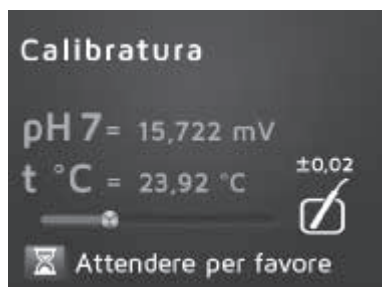 Calibratura
pH 7= 15,722 mV
t °C = 23,92 °C
±0,02
Attendere per favore